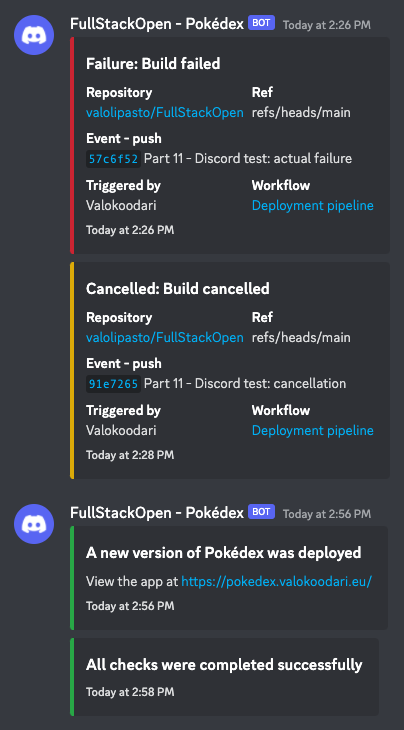 FullStackOpen - Pokédex BOT Today at 2:26 PM
Failure: Build failed
Repository Ref
valolipasto/FullStackOpen refs/heads/main
Event - push
57c6f52 Part 11 - Discord test: actual failure
Triggered by Workflow
Valokoodari Deployment pipeline
Today at 2:26 PM
Cancelled: Build cancelled
Repository Ref
valolipasto/FullStackOpen refs/heads/main
Event - push
91e7265 Part 11 - Discord test: cancellation
Triggered by Workflow
Valokoodari Deployment pipeline
Today at 2:28 PM
FullStackOpen - Pokédex BOT Today at 2:56 PM
A new version of Pokédex was deployed
View the app at https://pokedex.valokoodari.eu/
Today at 2:56 PM
All checks were completed successfully
Today at 2:58 PM